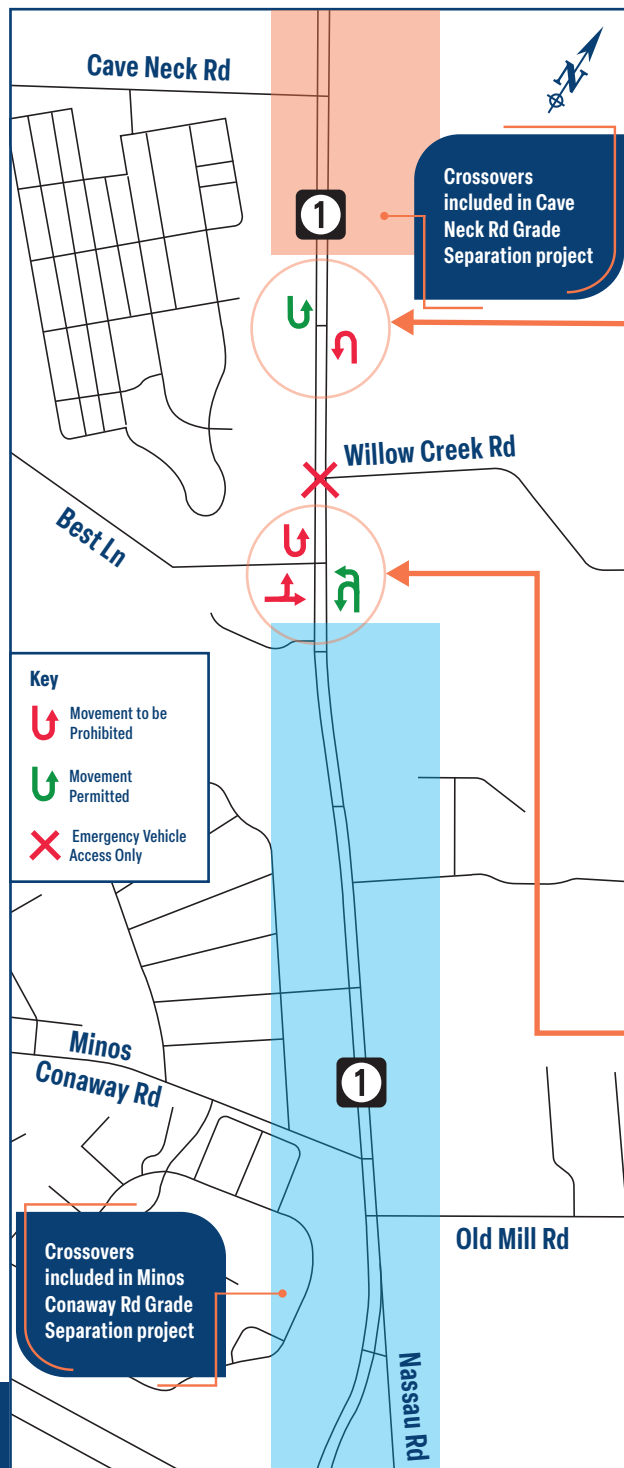 Cave Neck Rd
N
Crossovers
included in Cave
Neck Rd Grade
Separation project
1
Willow Creek Rd
Best Ln
Key
Movement to be
Prohibited
Movement
Permitted
Emergency Vehicle
Access Only
Minos
Conaway Rd
1
Old Mill Rd
Crossovers
included in Minos
Conaway Rd Grade
Separation project
Nassau Rd